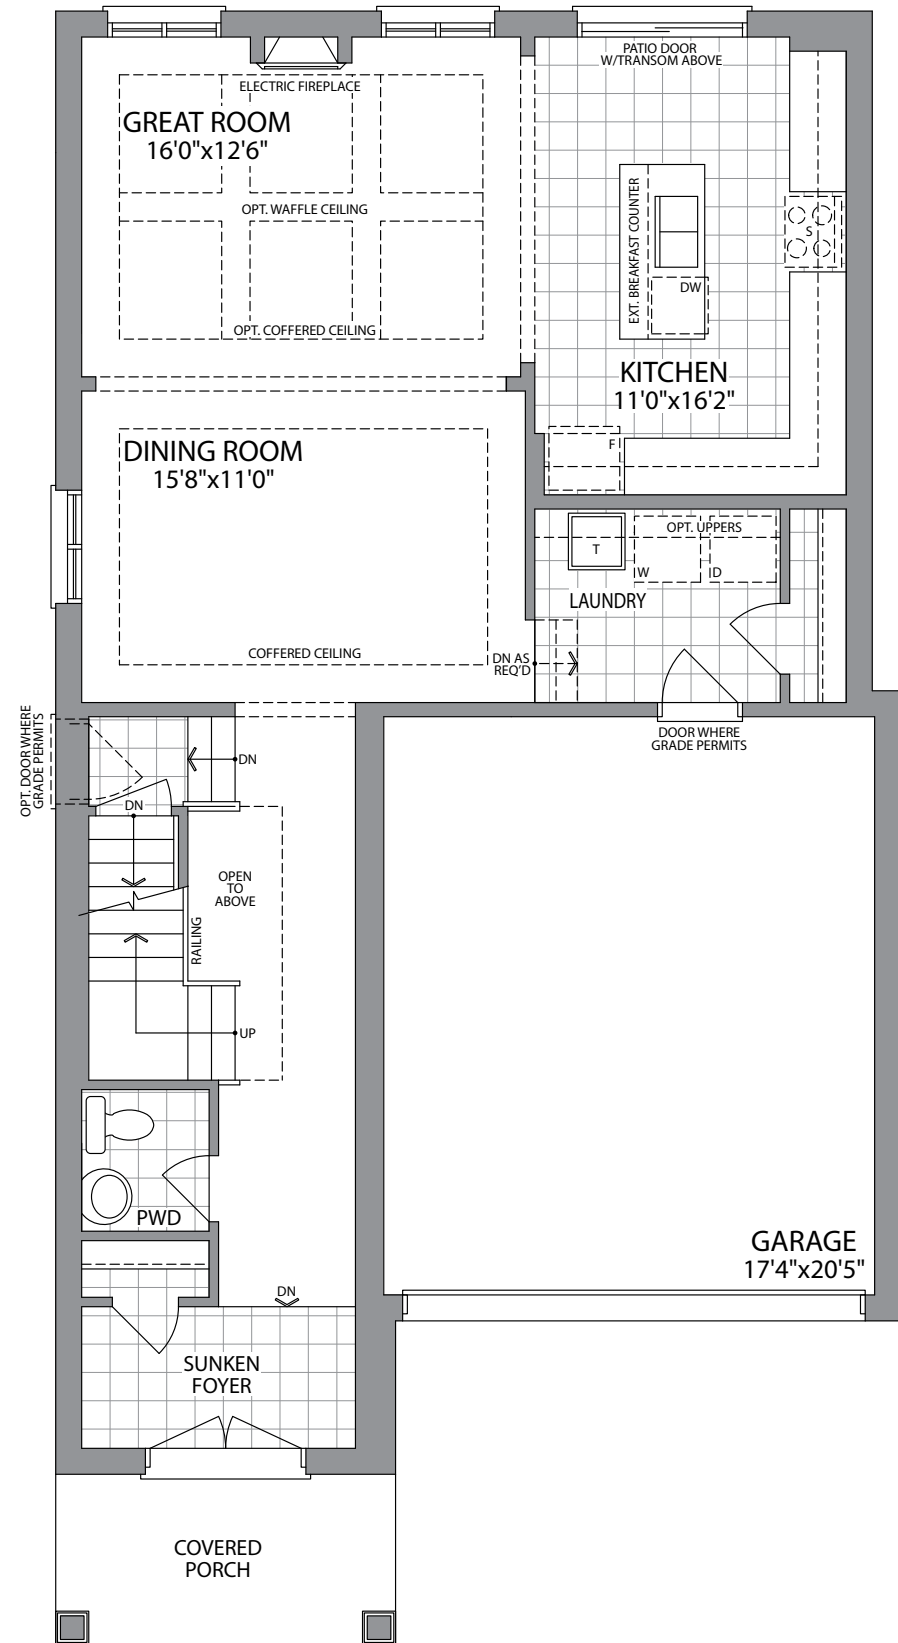 PATIO DOOR
W/TRANSOM ABOVE
ELECTRIC FIREPLACE
GREAT ROOM
16'0"x12'6"
OPT. WAFFLE CEILING
OPT. COFFERED CEILING
EXT. BREAKFAST COUNTER
S
DW
KITCHEN
11'0"x16'2"
F
DINING ROOM
15'8"x11'0"
COFFERED CEILING
OPT. UPPERS
T
W
D
LAUNDRY
DN AS
REQ'D
DOOR WHERE
GRADE PERMITS
OPT. DOOR WHERE
GRADE PERMITS
DN
DN
OPEN
TO
ABOVE
RAILING
UP
PWD
GARAGE
17'4"x20'5"
DN
SUNKEN
FOYER
COVERED
PORCH